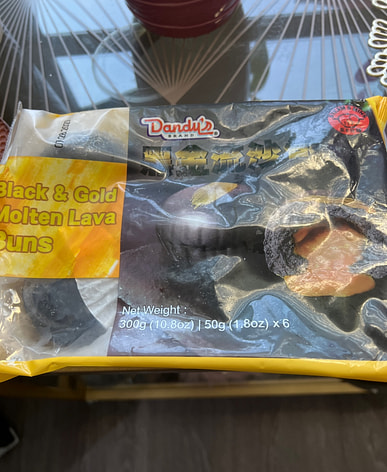 Dandy's
BRAND
Black & Gold
Molten Lava
Buns
Net Weight :
300g (10.8oz) | 50g (1.8oz) x 6